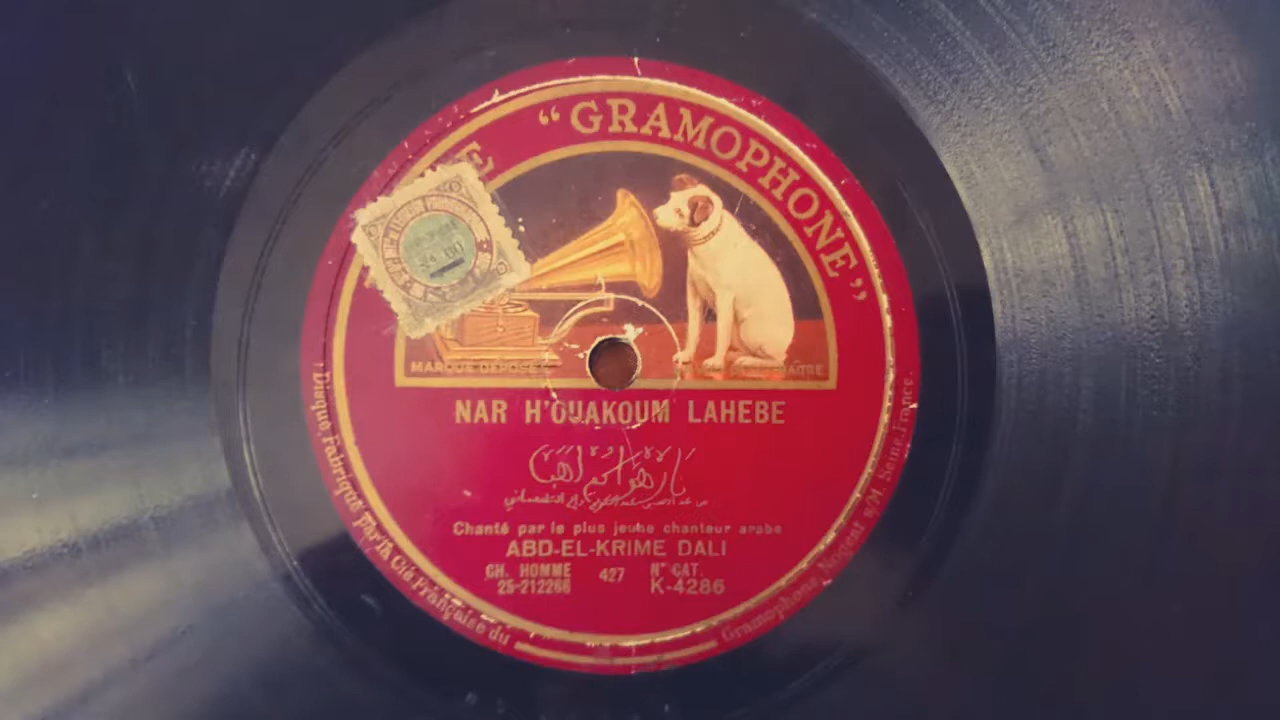 “GRAMOPHONE”
MARQUE DÉPOSÉE
NAR H'OUAKOUM LAHEBE
نار هواكم لهبا
Chanté par le plus jeune chanteur arabe
ABD-EL-KRIME DALI
CH. HOMME 427 N° CAT.
25-212266 K-4286
Disque Fabriqué par la Cie Française du Gramophone, Nogent s/M. Seine.France.